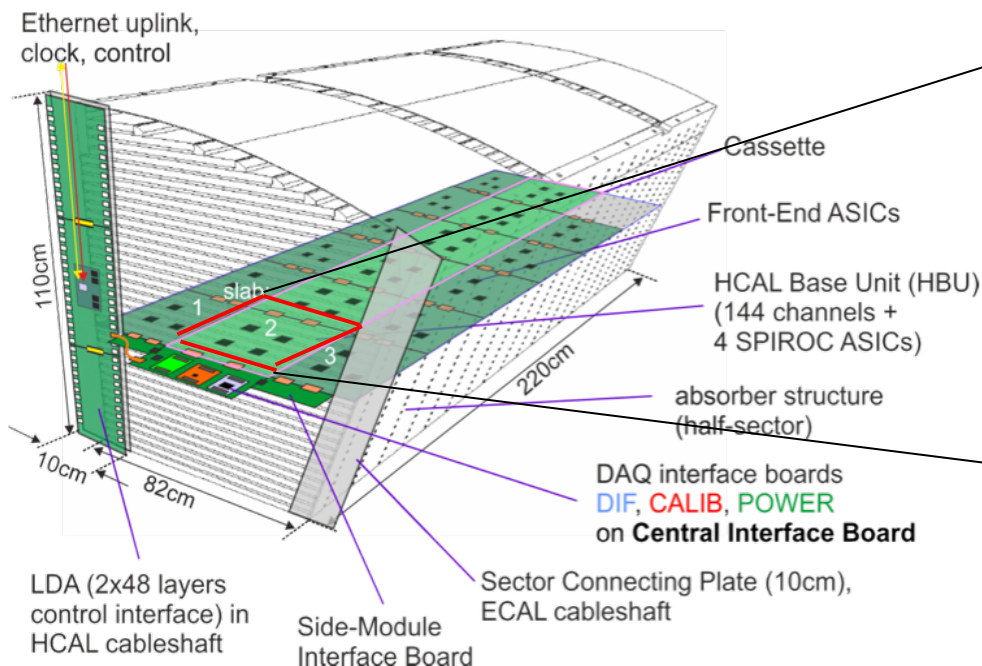 Ethernet uplink,
clock, control
Cassette
Front-End ASICs
HCAL Base Unit (HBU)
(144 channels +
4 SPIROC ASICs)
110cm
slab
1
2
3
220cm
absorber structure
(half-sector)
10cm
82cm
DAQ interface boards
DIF, CALIB, POWER
on Central Interface Board
LDA (2x48 layers
control interface) in
HCAL cableshaft
Side-Module
Interface Board
Sector Connecting Plate (10cm),
ECAL cableshaft